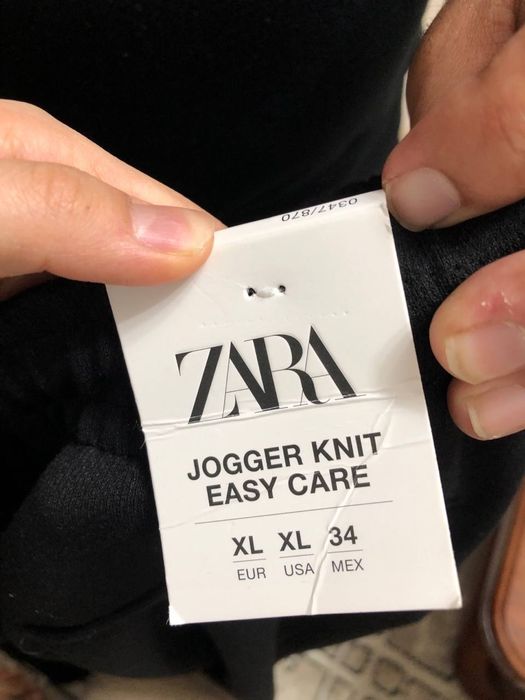 0347/870
ZARA
JOGGER KNIT
EASY CARE
XL XL 34
EUR USA MEX